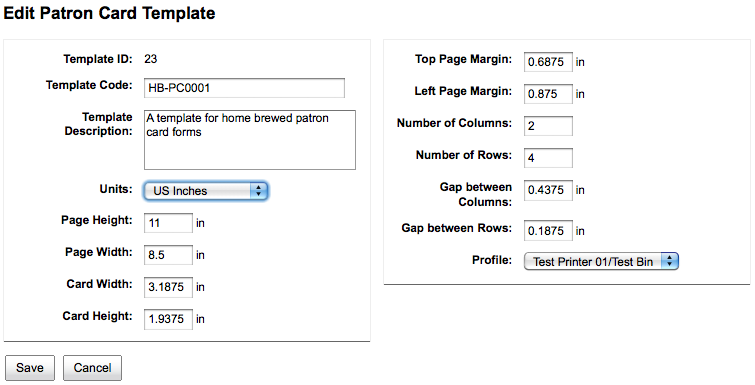 Edit Patron Card Template
Template ID: 23
Template Code: HB-PC0001
Template
Description:
A template for home brewed patron
card forms
Units: US Inches
Page Height: 11 in
Page Width: 8.5 in
Card Width: 3.1875 in
Card Height: 1.9375 in
Top Page Margin: 0.6875 in
Left Page Margin: 0.875 in
Number of Columns: 2
Number of Rows: 4
Gap between
Columns: 0.4375 in
Gap between Rows: 0.1875 in
Profile: Test Printer 01/Test Bin
Save Cancel